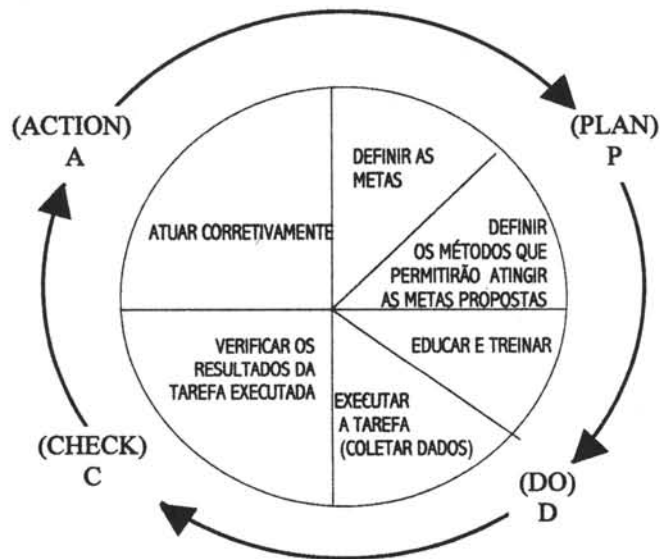 (ACTION)
A
(PLAN)
P
DEFINIR AS
METAS
ATUAR CORRETIVAMENTE
DEFINIR
OS MÉTODOS QUE
PERMITIRÃO ATINGIR
AS METAS PROPOSTAS
VERIFICAR OS
RESULTADOS DA
TAREFA EXECUTADA
EDUCAR E TREINAR
EXECUTAR
A TAREFA
(COLETAR DADOS)
(CHECK)
C
(DO)
D